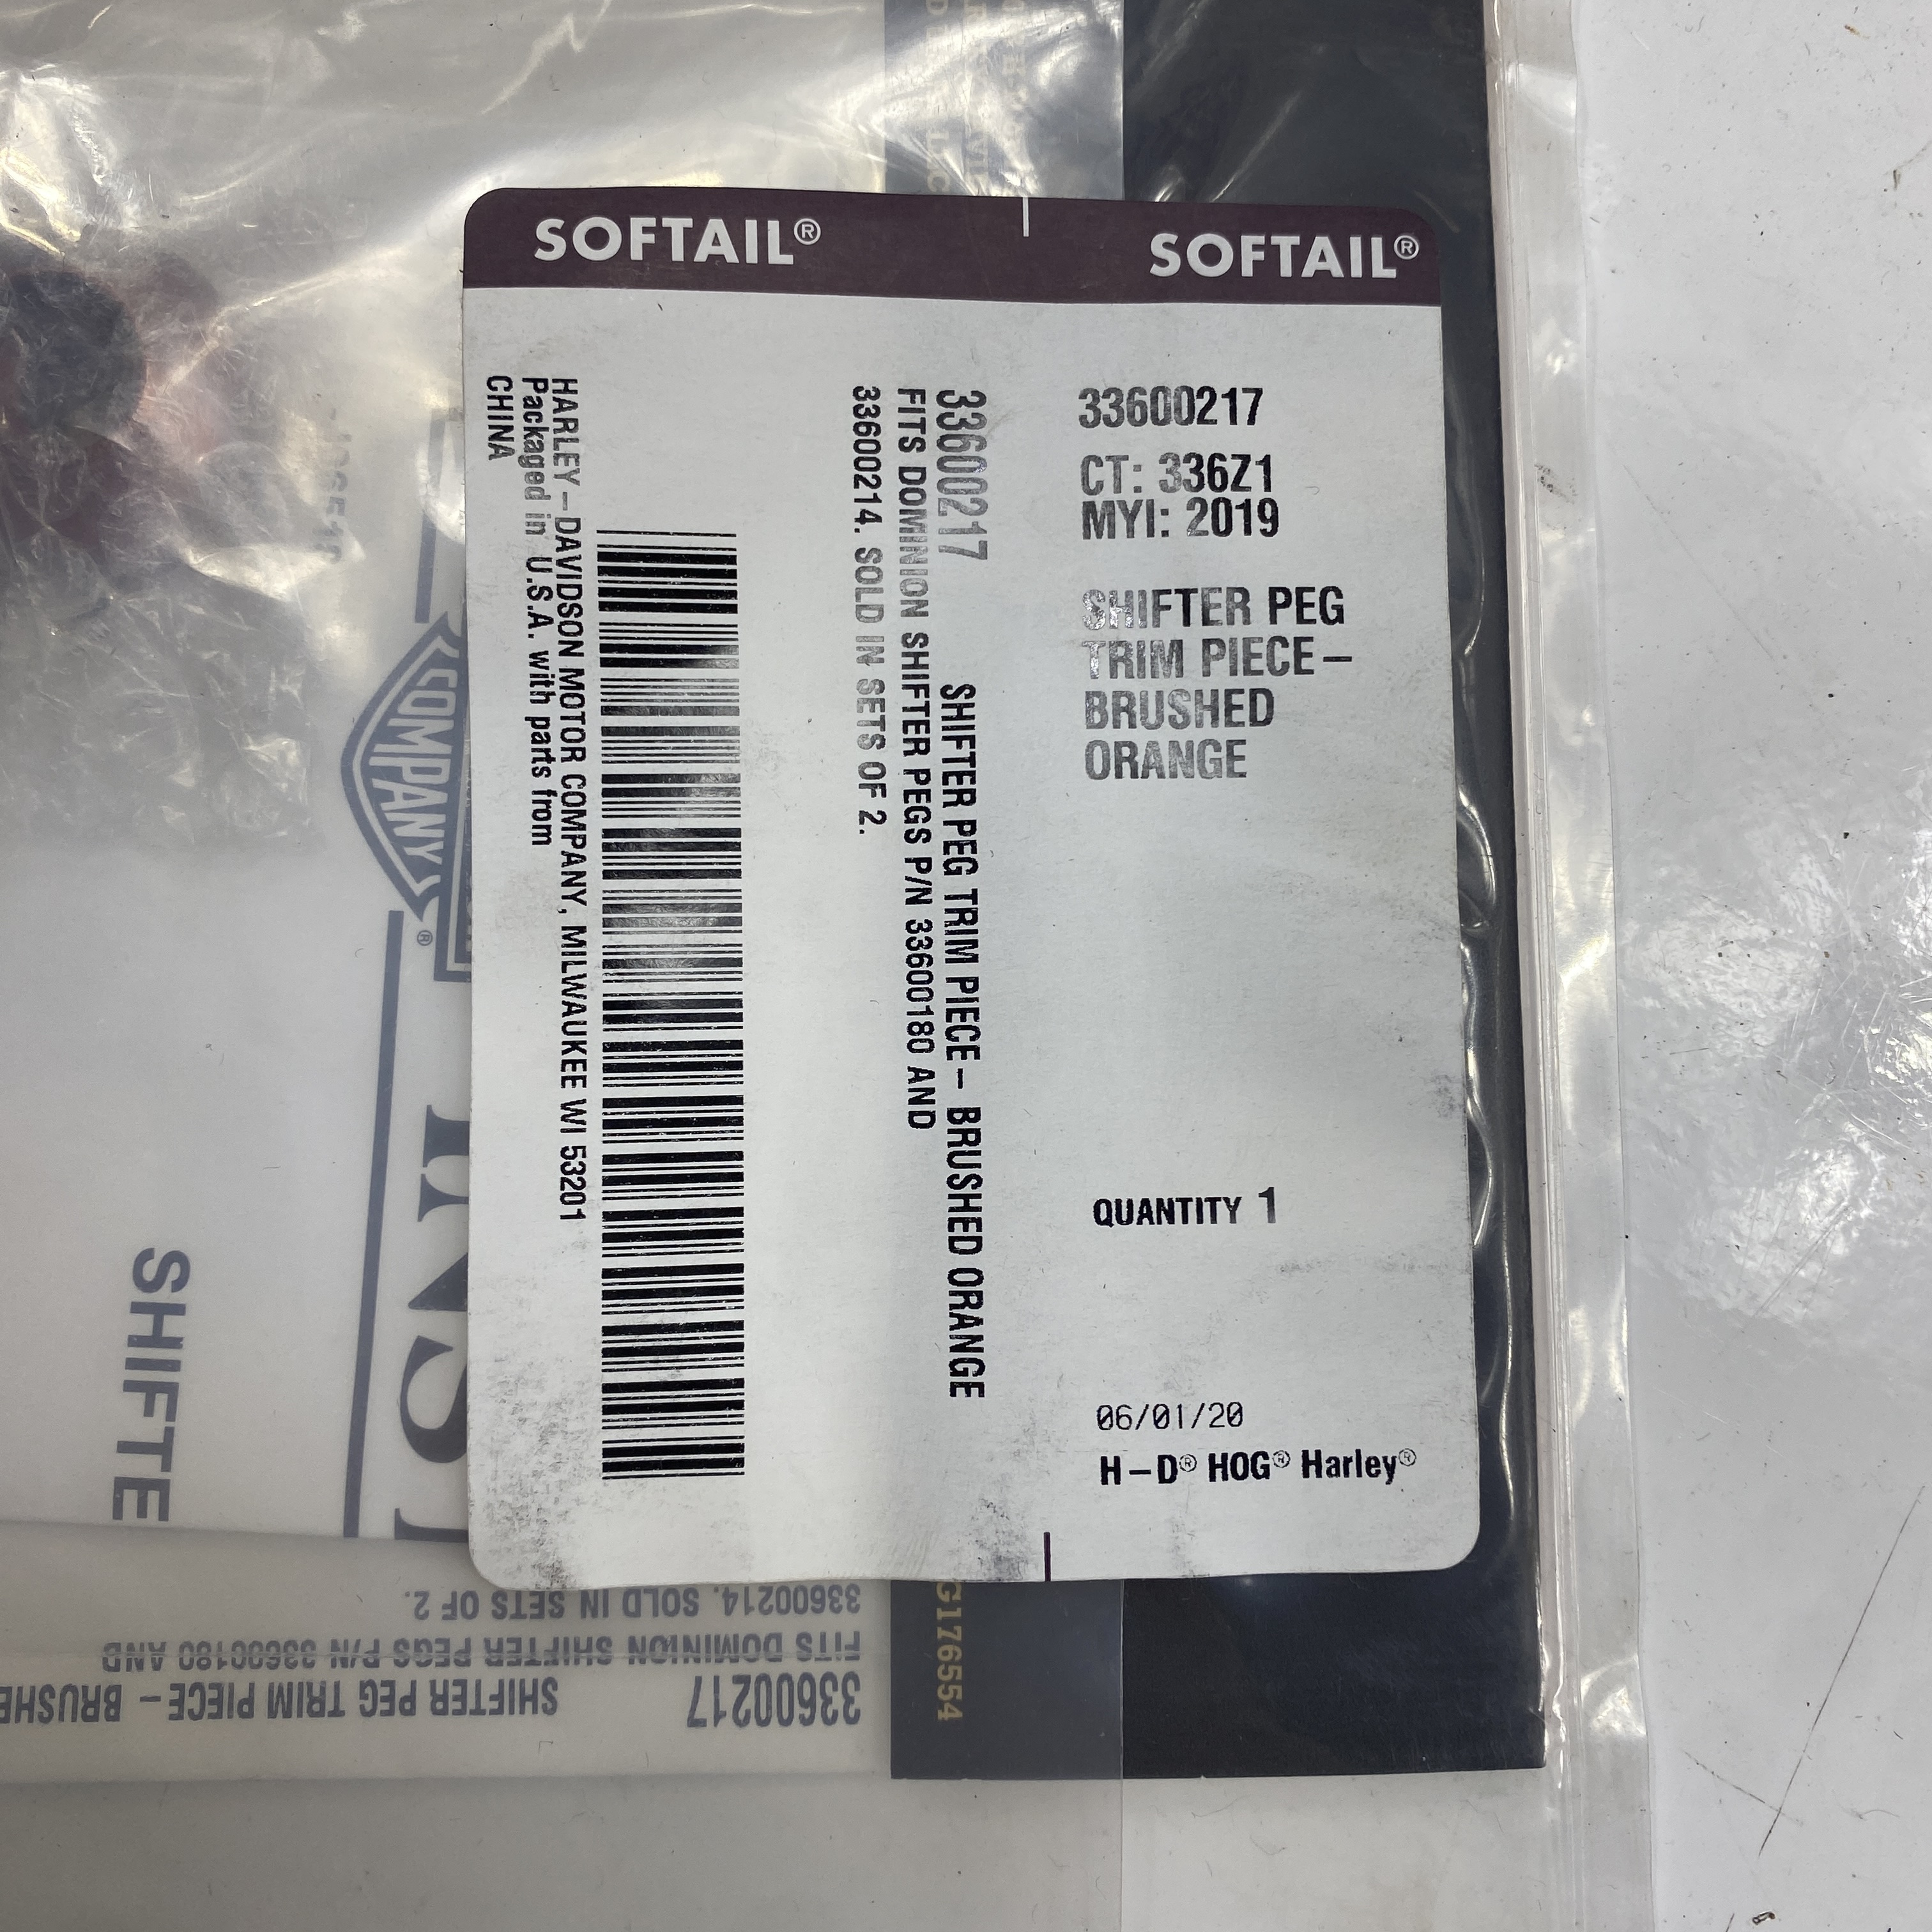 SOFTAIL® SOFTAIL®
33600217
CT: 336Z1
MYI: 2019
SHIFTER PEG
TRIM PIECE–
BRUSHED
ORANGE
QUANTITY 1
06/01/20
H–D® HOG® Harley®
33600217 SHIFTER PEG TRIM PIECE– BRUSHED ORANGE
FITS DOMINION SHIFTER PEGS P/N 33600180 AND
33600214. SOLD IN SETS OF 2.
HARLEY–DAVIDSON MOTOR COMPANY, MILWAUKEE WI 53201
Packaged in U.S.A. with parts from
CHINA
COMPANY
®
INST
SHIFTE
33600217 SHIFTER PEG TRIM PIECE– BRUSHE
FITS DOMINION SHIFTER PEGS P/N 33600180 AND
33600214. SOLD IN SETS OF 2.
G176554